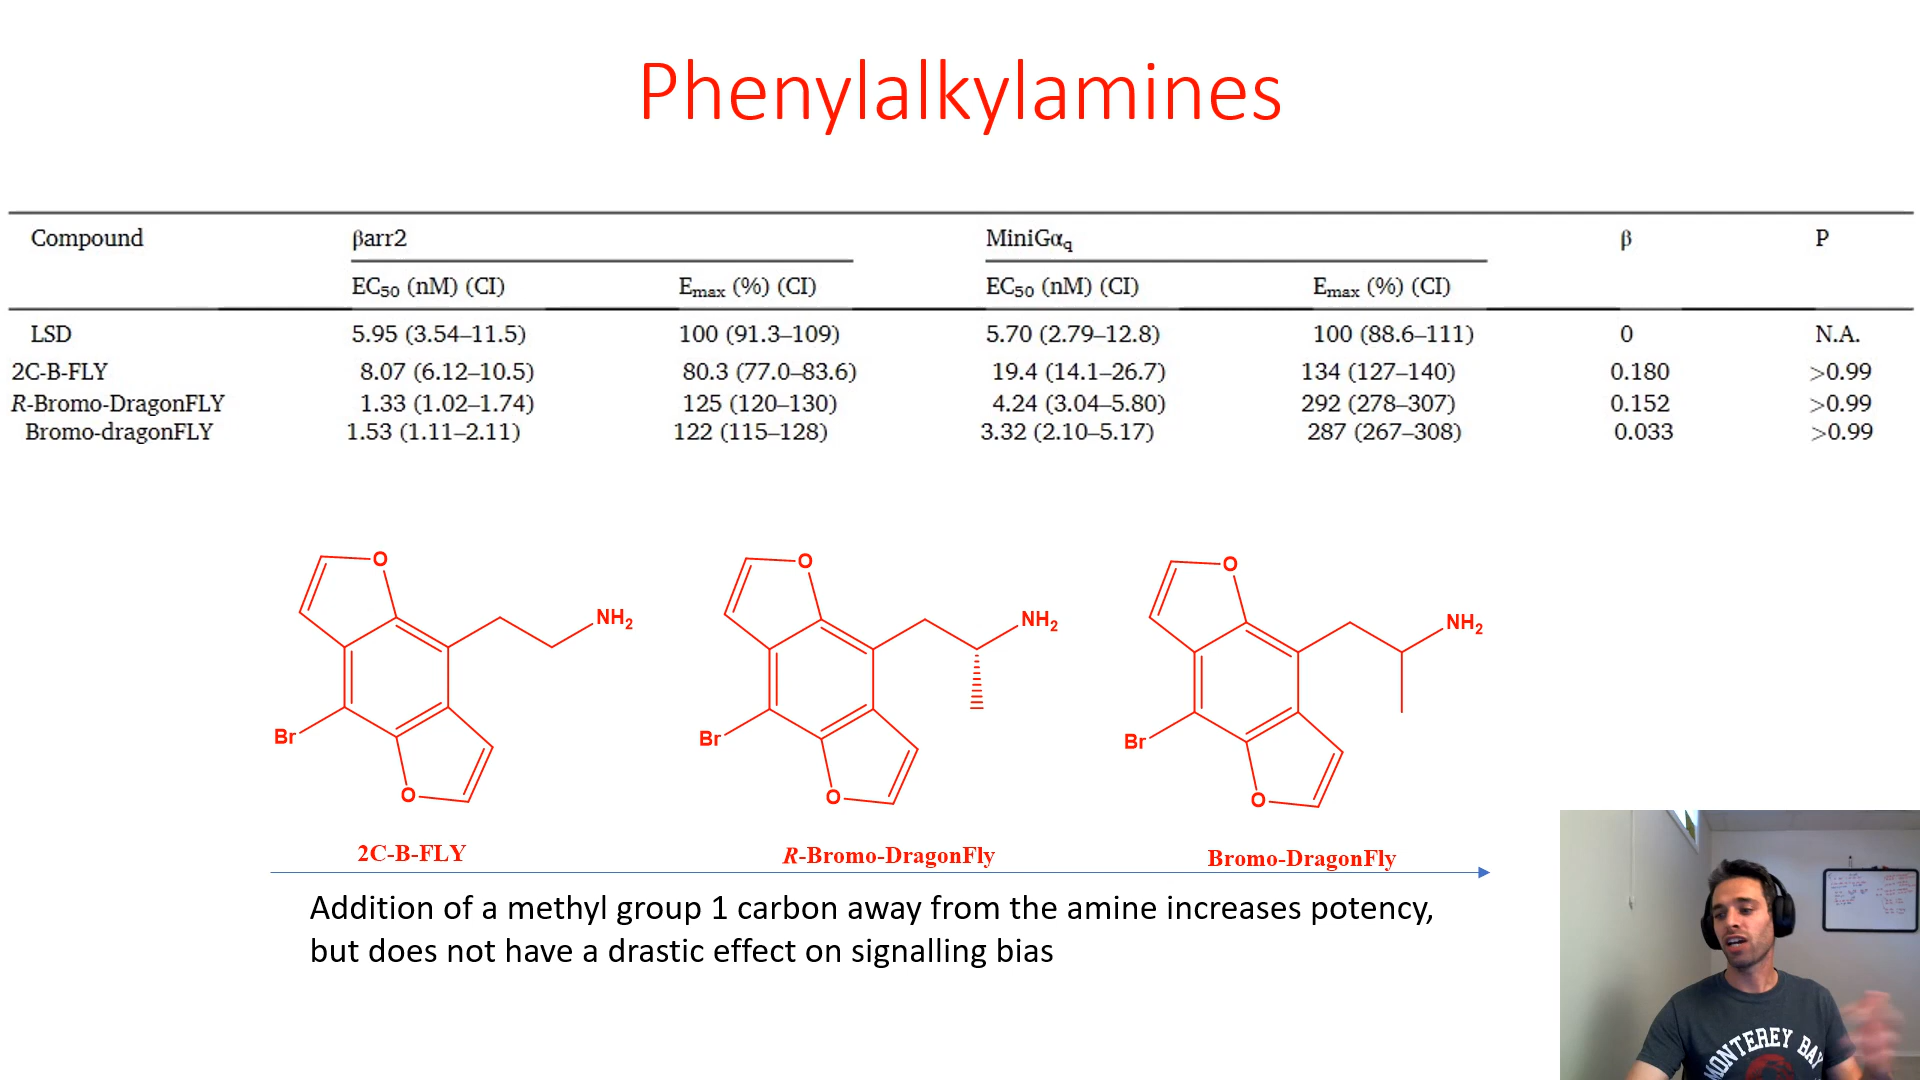 Phenylalkylamines
Compound βarr2 MiniGαq β P
EC50 (nM) (CI) Emax (%) (CI) EC50 (nM) (CI) Emax (%) (CI)
LSD 5.95 (3.54–11.5) 100 (91.3–109) 5.70 (2.79–12.8) 100 (88.6–111) 0 N.A.
2C-B-FLY 8.07 (6.12–10.5) 80.3 (77.0–83.6) 19.4 (14.1–26.7) 134 (127–140) 0.180 >0.99
R-Bromo-DragonFLY 1.33 (1.02–1.74) 125 (120–130) 4.24 (3.04–5.80) 292 (278–307) 0.152 >0.99
Bromo-dragonFLY 1.53 (1.11–2.11) 122 (115–128) 3.32 (2.10–5.17) 287 (267–308) 0.033 >0.99
O O O
NH2 NH2 NH2
Br Br Br
O O O
2C-B-FLY R-Bromo-DragonFly Bromo-DragonFly
Addition of a methyl group 1 carbon away from the amine increases potency,
but does not have a drastic effect on signalling bias
MONTEREY BAY